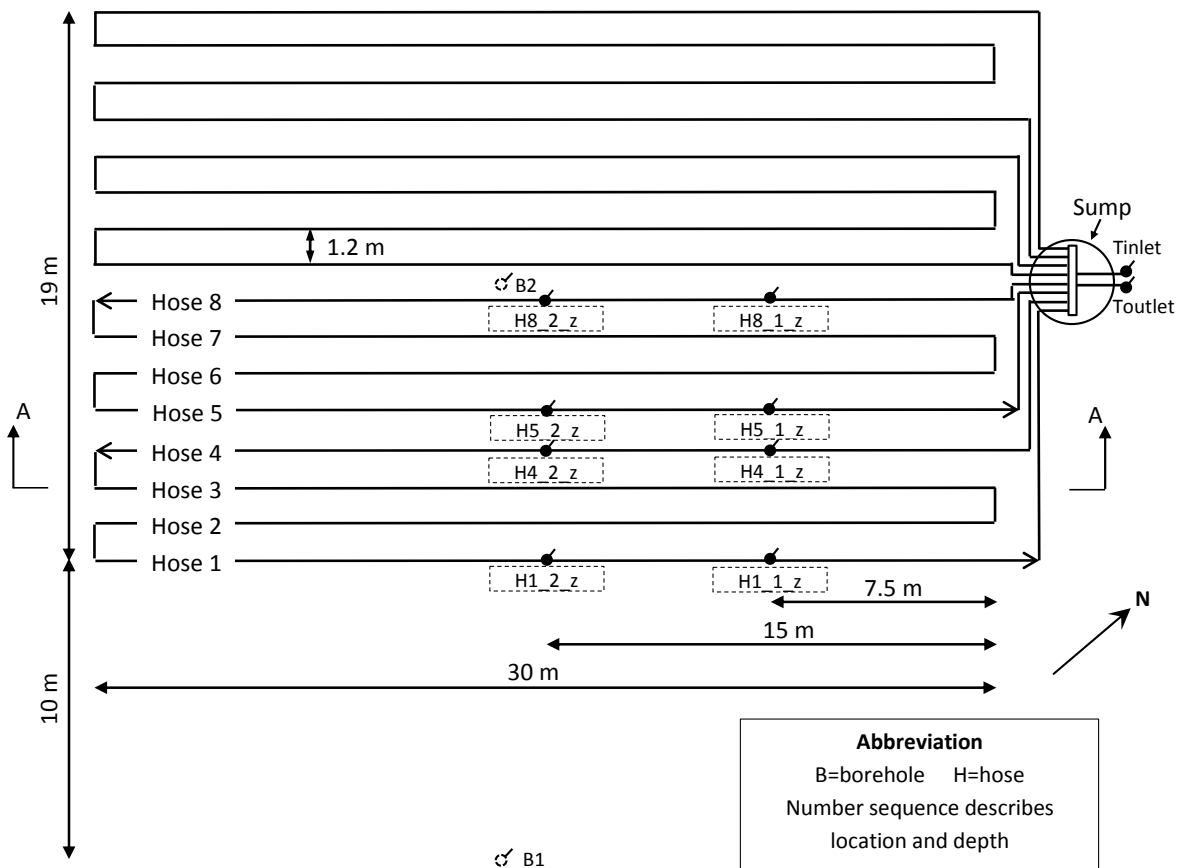 Sump
Tinlet
Toutlet
19 m
1.2 m
B2
Hose 8
H8_2_z
H8_1_z
Hose 7
Hose 6
Hose 5
H5_2_z
H5_1_z
A
A
Hose 4
H4_2_z
H4_1_z
Hose 3
Hose 2
Hose 1
H1_2_z
H1_1_z
7.5 m
15 m
N
30 m
10 m
Abbreviation
B=borehole H=hose
Number sequence describes
location and depth
B1